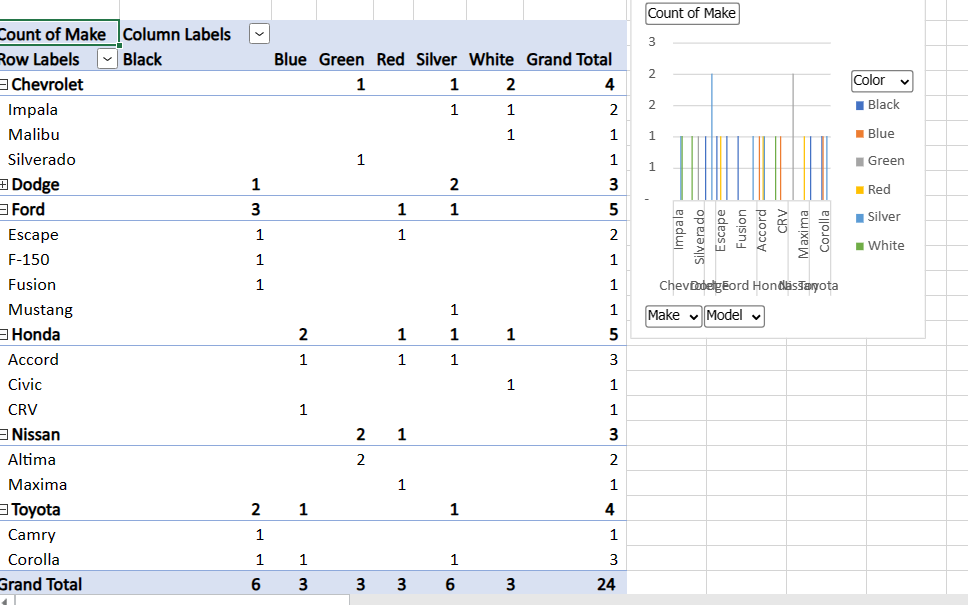 Count of Make Column Labels
Row Labels Black Blue Green Red Silver White Grand Total
Chevrolet 1 1 2 4
Impala 1 1 2
Malibu 1 1
Silverado 1 1
Dodge 1 2 3
Ford 3 1 1 5
Escape 1 1 2
F-150 1 1
Fusion 1 1
Mustang 1 1
Honda 2 1 1 1 5
Accord 1 1 1 3
Civic 1 1
CRV 1 1
Nissan 2 1 3
Altima 2 2
Maxima 1 1
Toyota 2 1 1 4
Camry 1 1
Corolla 1 1 1 3
Grand Total 6 3 3 3 6 3 24
Count of Make
3
2
2
1
1
-
Impala
Silverado
Escape
Fusion
Accord
CRV
Maxima
Corolla
Chevrolet Dodge Ford Honda Nissan Toyota
Color
Black
Blue
Green
Red
Silver
White
Make Model